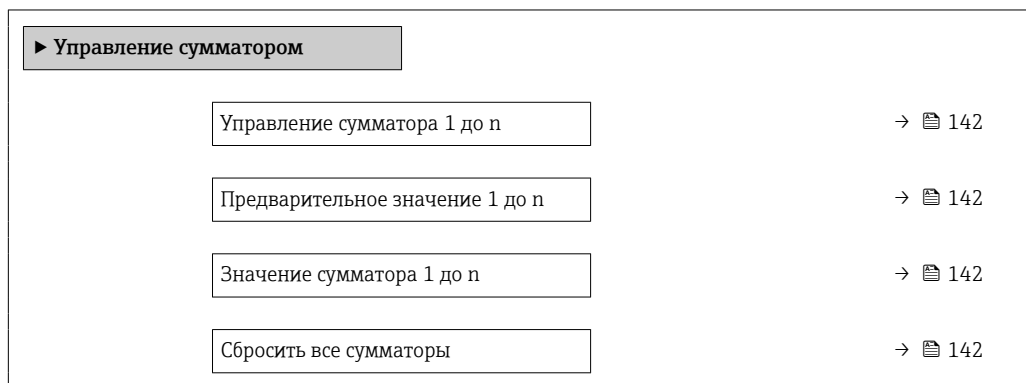 ► Управление сумматором
Управление сумматора 1 до n → 142
Предварительное значение 1 до n → 142
Значение сумматора 1 до n → 142
Сбросить все сумматоры → 142